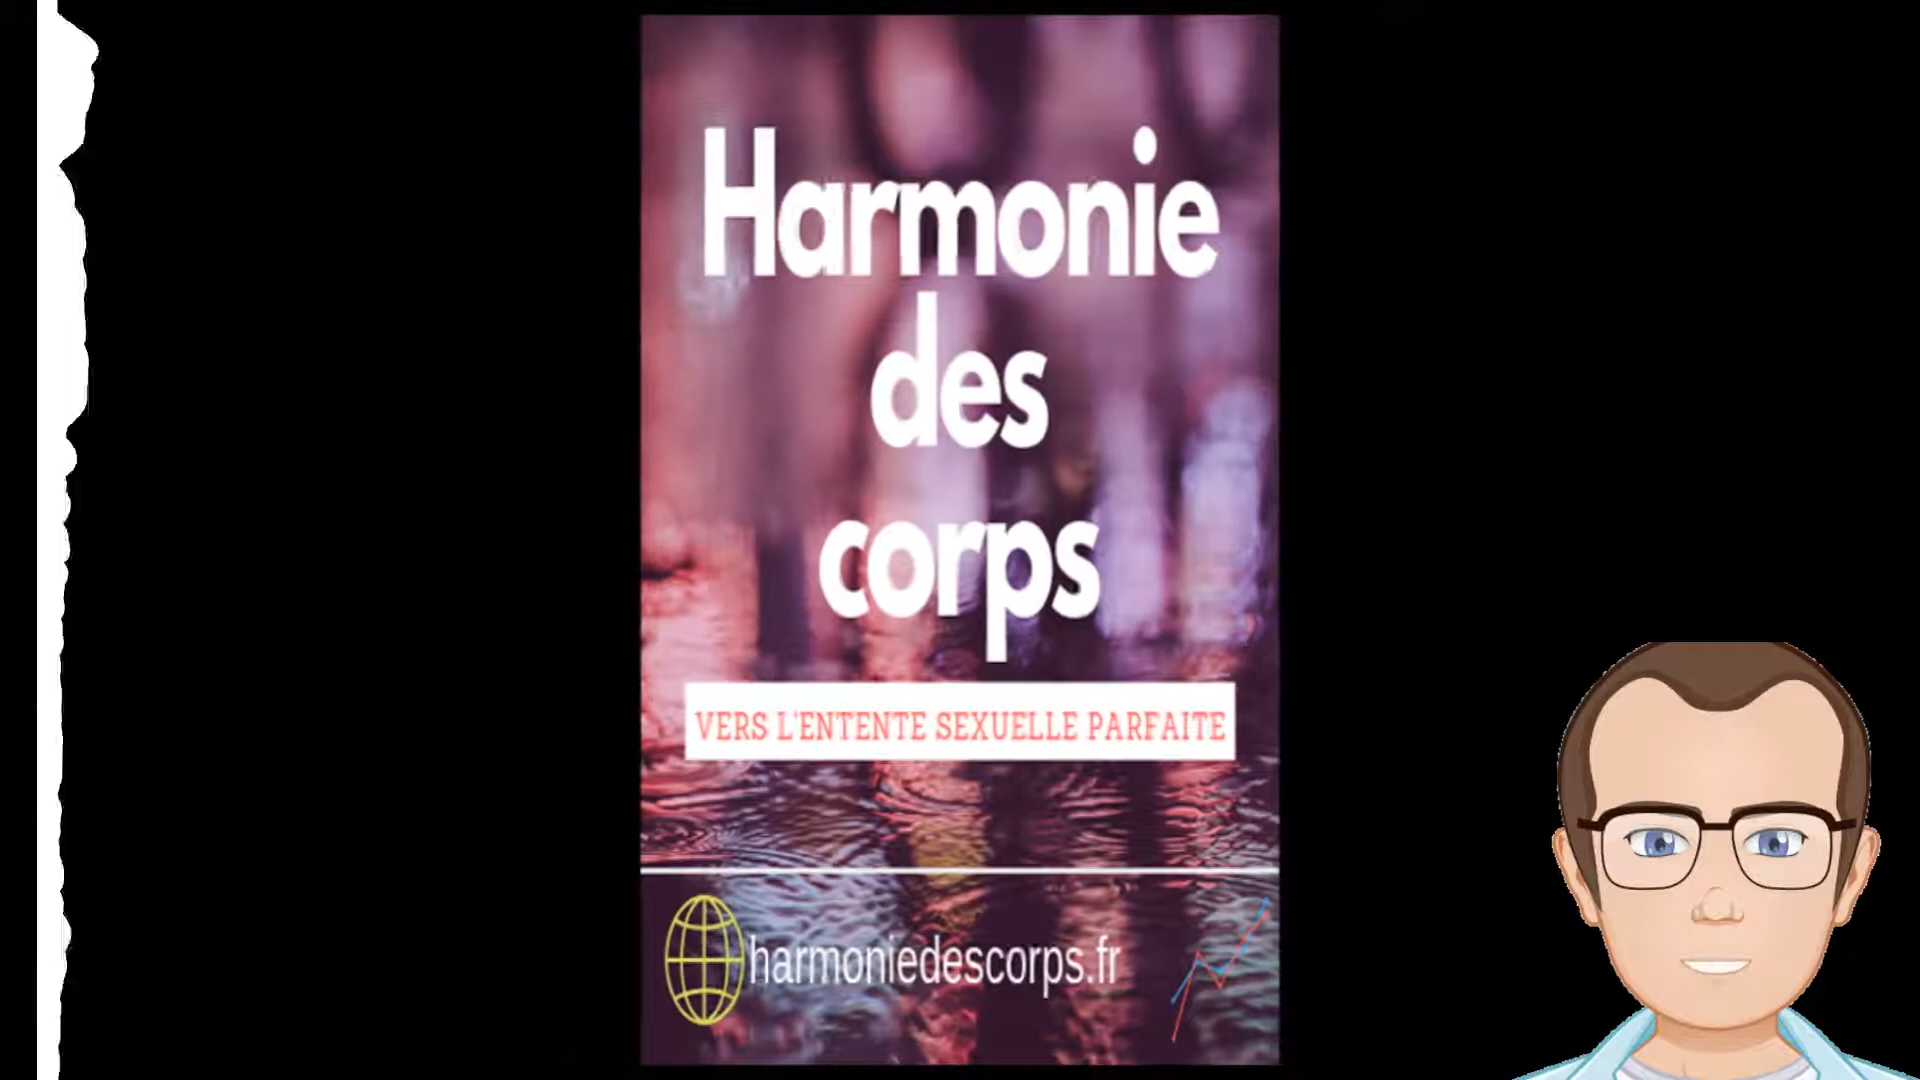 Harmonie
des
corps
VERS L'ENTENTE SEXUELLE PARFAITE
harmoniedescorps.fr